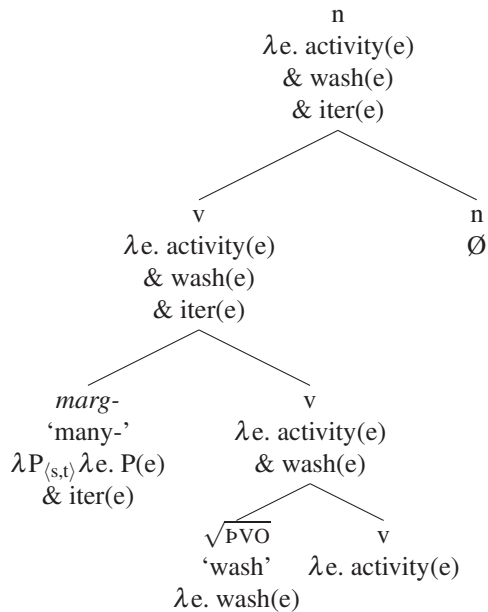 n
λe. activity(e)
& wash(e)
& iter(e)
v
λe. activity(e)
& wash(e)
& iter(e)
n
Ø
marg-
‘many-’
λP⟨s,t⟩λe. P(e)
& iter(e)
v
λe. activity(e)
& wash(e)
√ÞVO
‘wash’
λe. wash(e)
v
λe. activity(e)